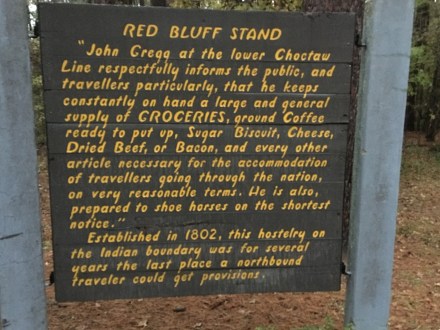 RED BLUFF STAND
"John Gregg at the lower Choctaw
Line respectfully informs the public, and
travellers particularly, that he keeps
constantly on hand a large and general
supply of GROCERIES, ground Coffee
ready to put up, Sugar Biscuit, Cheese,
Dried Beef, or Bacon, and every other
article necessary for the accommodation
of travellers going through the nation,
on very reasonable terms. He is also,
prepared to shoe horses on the shortest
notice."
Established in 1802, this hostelry on
the Indian boundary was for several
years the last place a northbound
traveler could get provisions.